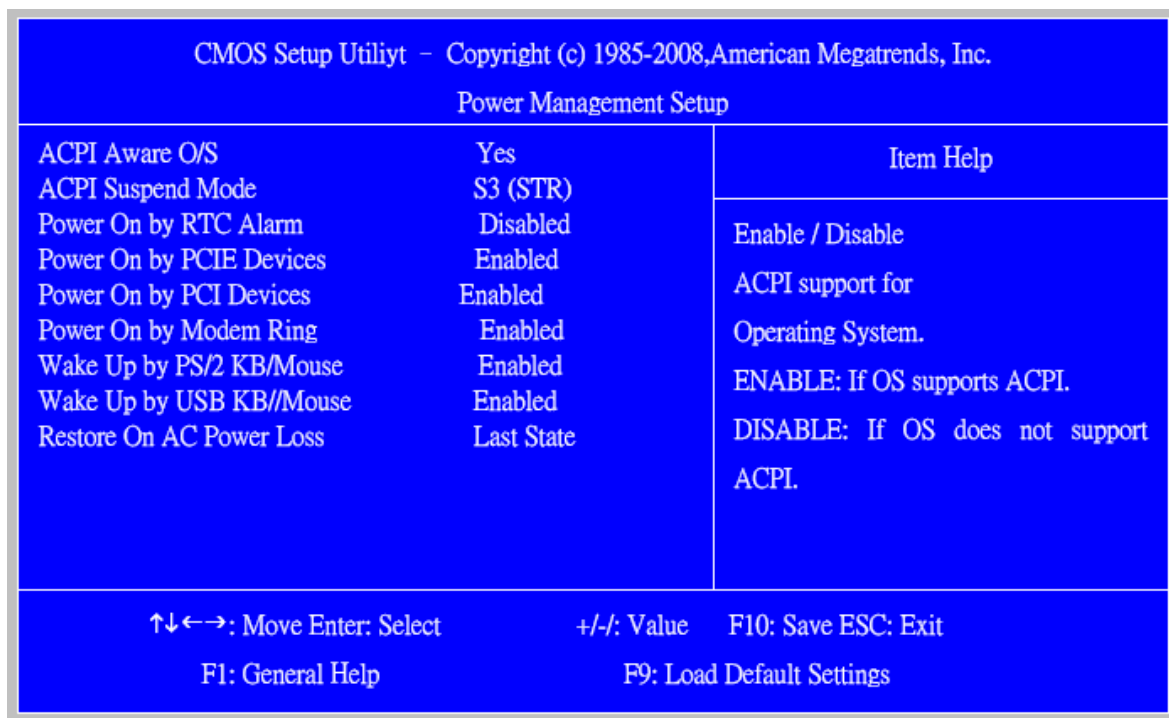 CMOS Setup Utiliyt – Copyright (c) 1985-2008,American Megatrends, Inc.
Power Management Setup
ACPI Aware O/S Yes
ACPI Suspend Mode S3 (STR)
Power On by RTC Alarm Disabled
Power On by PCIE Devices Enabled
Power On by PCI Devices Enabled
Power On by Modem Ring Enabled
Wake Up by PS/2 KB/Mouse Enabled
Wake Up by USB KB//Mouse Enabled
Restore On AC Power Loss Last State
Item Help
Enable / Disable
ACPI support for
Operating System.
ENABLE: If OS supports ACPI.
DISABLE: If OS does not support
ACPI.
↑↓←→: Move Enter: Select +/-/: Value F10: Save ESC: Exit
F1: General Help F9: Load Default Settings